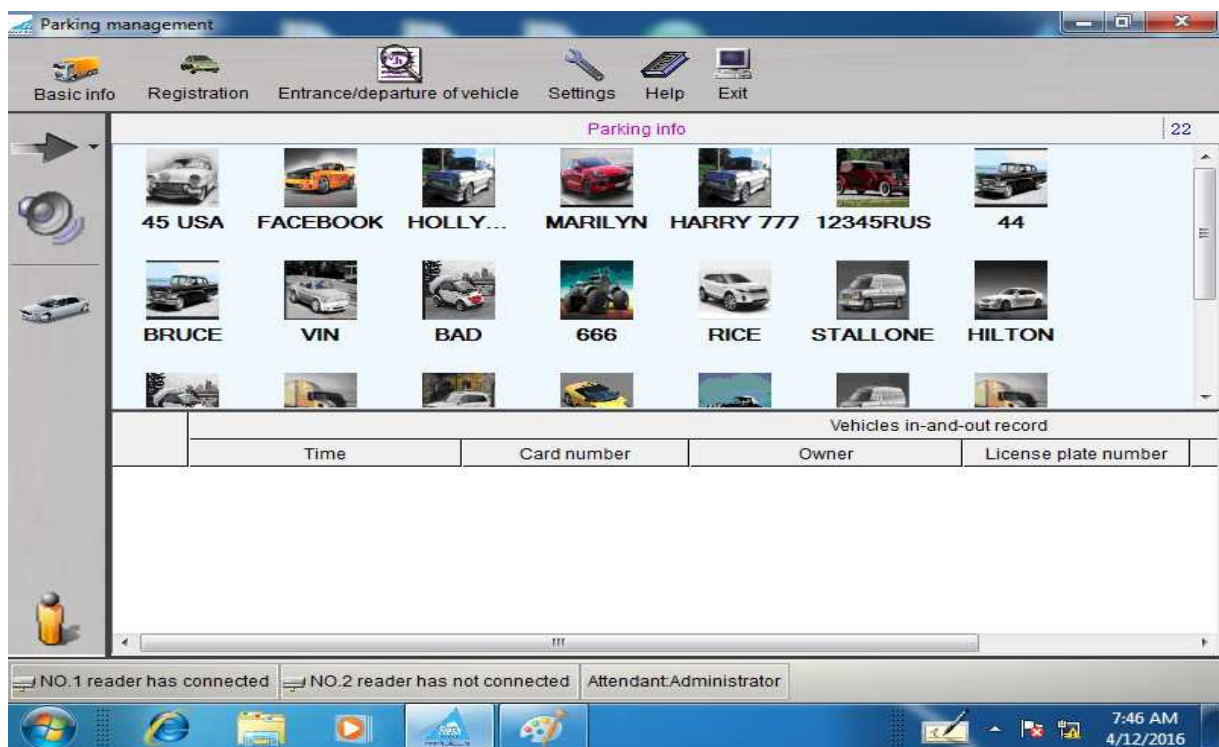 Parking management
Basic info Registration Entrance/departure of vehicle Settings Help Exit
Parking info 22
45 USA FACEBOOK HOLLY... MARILYN HARRY 777 12345RUS 44
BRUCE VIN BAD 666 RICE STALLONE HILTON
Vehicles in-and-out record
Time Card number Owner License plate number
NO.1 reader has connected NO.2 reader has not connected Attendant:Administrator
7:46 AM
4/12/2016